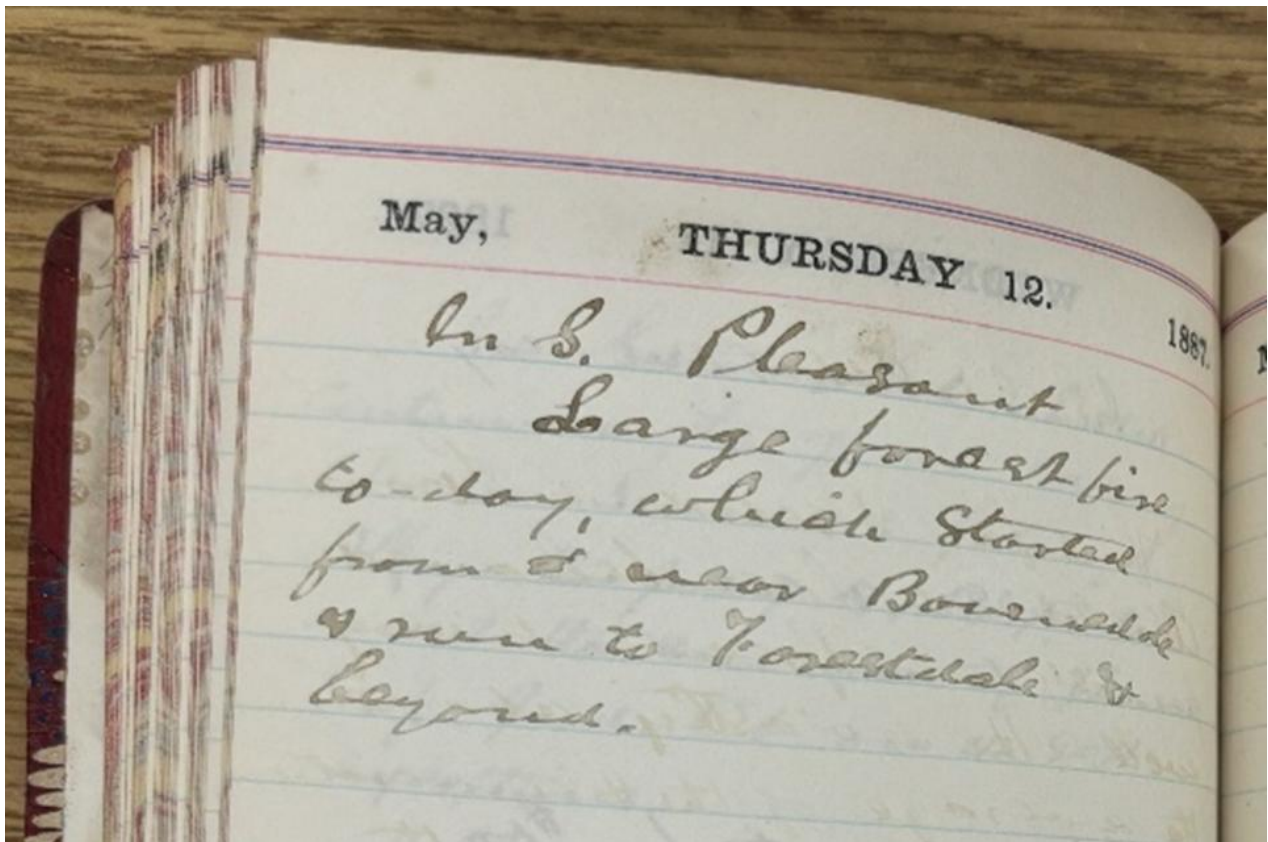 May, THURSDAY 12. 1887.
In S. Pleasant
Large forest fire
to-day, which Started
from near Bournedale
& run to Forestdale &
beyond.